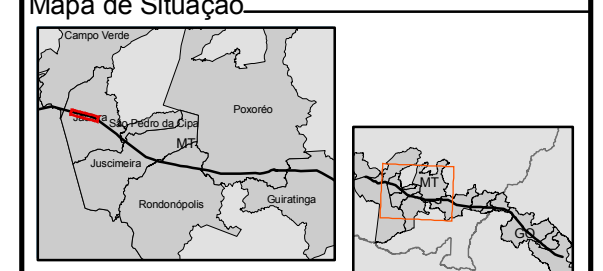 Mapa de Situação
Campo Verde
Jaciara
São Pedro da Cipa
Poxoréo
MT
Juscimeira
Rondonópolis
Guiratinga
MT
GO